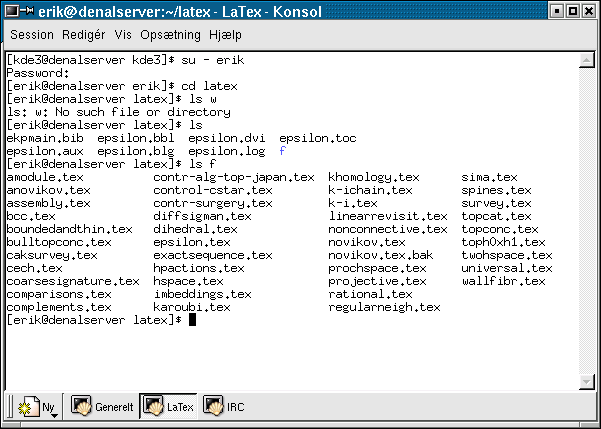 erik@denalserver:~/latex - LaTex - Konsol
Session Redigér Vis Opsætning Hjælp
[kde3@denalserver kde3]$ su - erik
Password:
[erik@denalserver erik]$ cd latex
[erik@denalserver latex]$ ls w
ls: w: No such file or directory
[erik@denalserver latex]$ ls
ekpmain.bib epsilon.bbl epsilon.dvi epsilon.toc
epsilon.aux epsilon.blg epsilon.log f
[erik@denalserver latex]$ ls f
amodule.tex contr-alg-top-japan.tex khomology.tex sima.tex
anovikov.tex control-cstar.tex k-ichain.tex spines.tex
assembly.tex contr-surgery.tex k-i.tex survey.tex
bcc.tex diffsigman.tex linearrevisit.tex topcat.tex
boundedandthin.tex dihedral.tex nonconnective.tex topconc.tex
bulltopconc.tex epsilon.tex novikov.tex toph0xh1.tex
caksurvey.tex exactsequence.tex novikov.tex.bak twohspace.tex
cech.tex hpactions.tex prochspace.tex universal.tex
coarsesignature.tex hspace.tex projective.tex wallfibr.tex
comparisons.tex imbeddings.tex rational.tex
complements.tex karoubi.tex regularneigh.tex
[erik@denalserver latex]$
Ny Generelt LaTex IRC